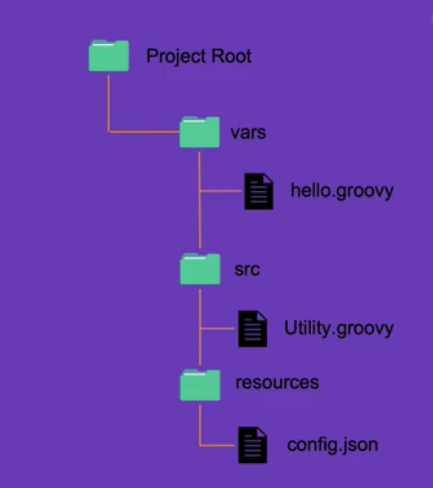 Project Root
vars
hello.groovy
src
Utility.groovy
resources
config.json